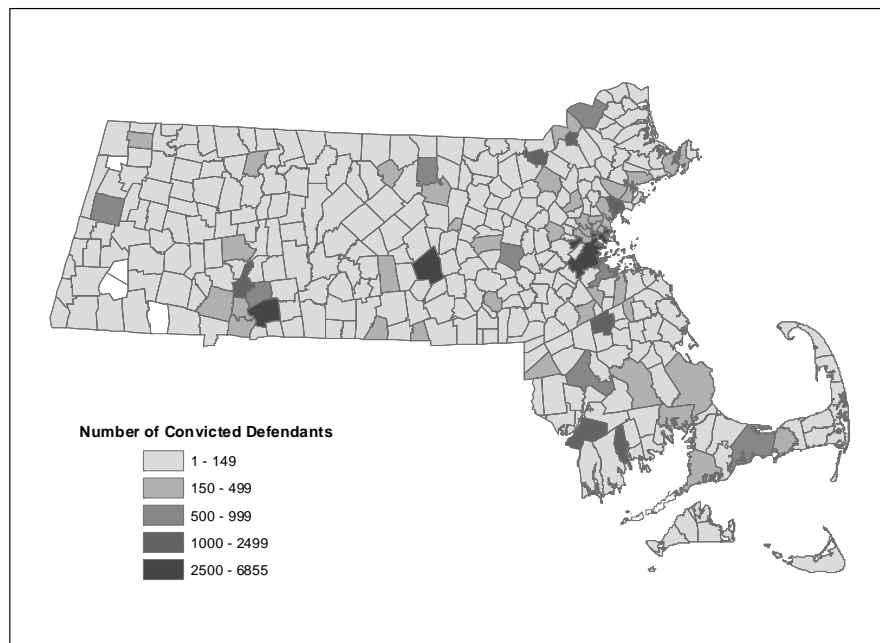 Number of Convicted Defendants
1 - 149
150 - 499
500 - 999
1000 - 2499
2500 - 6855